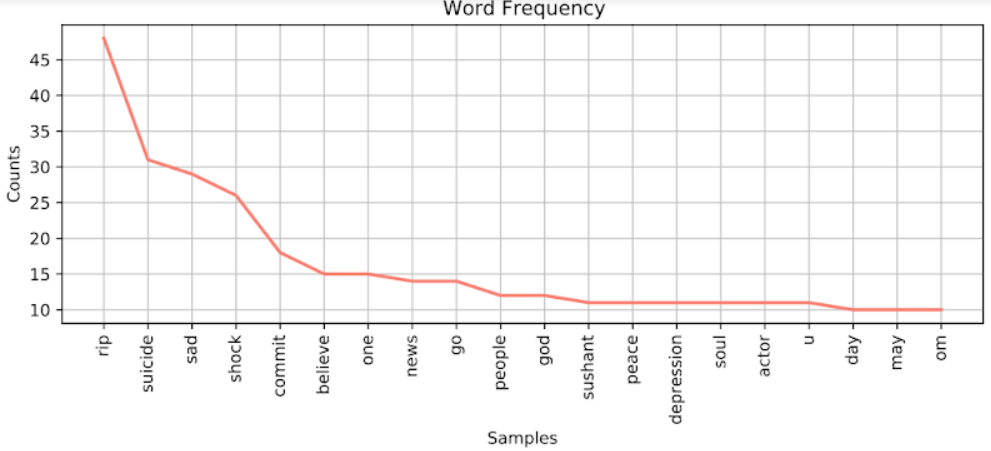 Word Frequency
Counts
45
40
35
30
25
20
15
10
rip
suicide
sad
shock
commit
believe
one
news
go
people
god
sushant
peace
depression
soul
actor
u
day
may
om
Samples